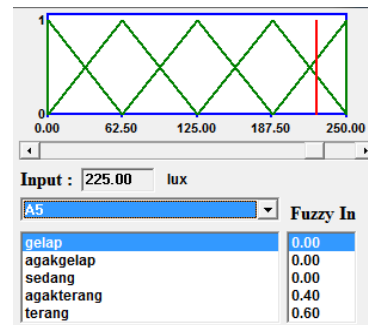 1
0
0.00 62.50 125.00 187.50 250.00
Input : 225.00 lux
A5 Fuzzy In
gelap 0.00
agakgelap 0.00
sedang 0.00
agakterang 0.40
terang 0.60